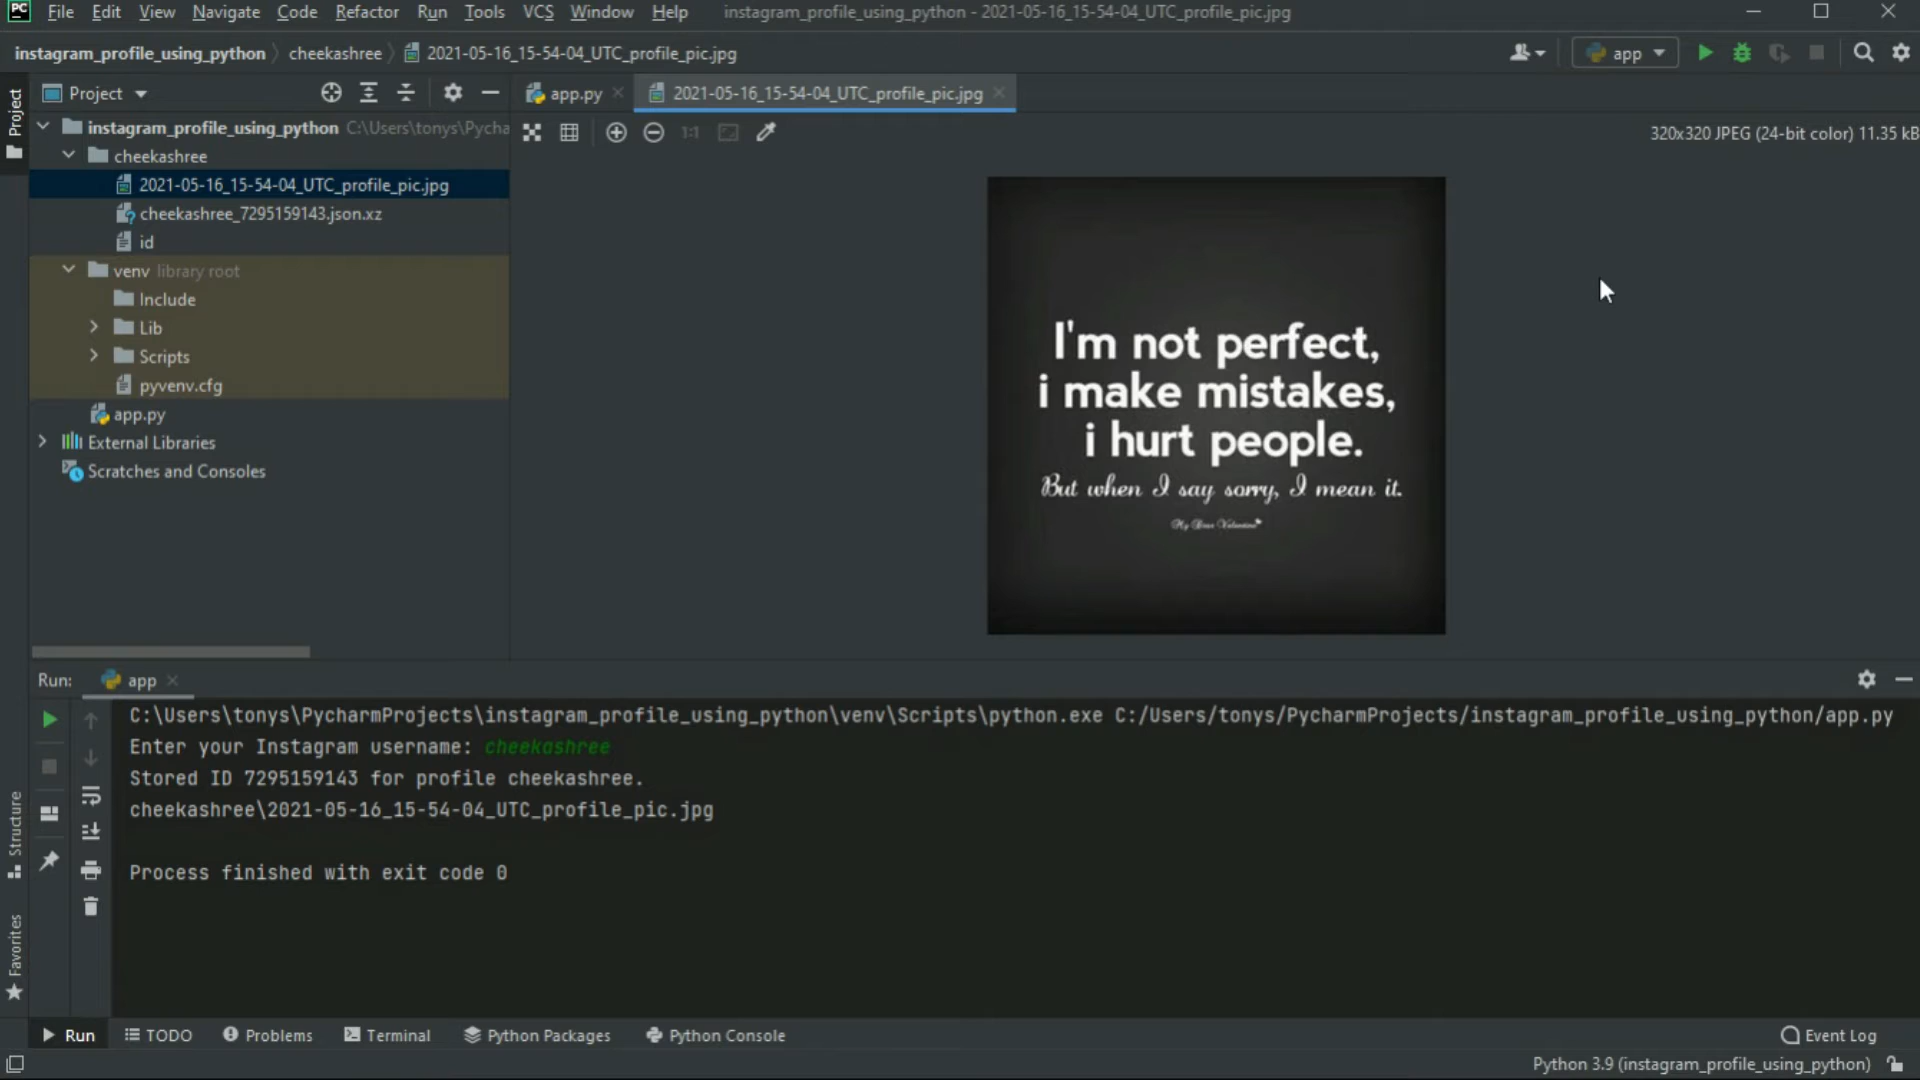 PC File Edit View Navigate Code Refactor Run Tools VCS Window Help instagram_profile_using_python - 2021-05-16_15-54-04_UTC_profile_pic.jpg
instagram_profile_using_python cheekashree 2021-05-16_15-54-04_UTC_profile_pic.jpg app
Project app.py 2021-05-16_15-54-04_UTC_profile_pic.jpg
Project
instagram_profile_using_python C:\Users\tonys\Pycha
1:1 320x320 JPEG (24-bit color) 11.35 kB
cheekashree
2021-05-16_15-54-04_UTC_profile_pic.jpg
cheekashree_7295159143.json.xz
id
venv library root
Include
Lib
Scripts
pyvenv.cfg
app.py
External Libraries
Scratches and Consoles
I'm not perfect,
i make mistakes,
i hurt people.
But when I say sorry, I mean it.
My Dear Valentine
Run: app
C:\Users\tonys\PycharmProjects\instagram_profile_using_python\venv\Scripts\python.exe C:/Users/tonys/PycharmProjects/instagram_profile_using_python/app.py
Enter your Instagram username: cheekashree
Stored ID 7295159143 for profile cheekashree.
cheekashree\2021-05-16_15-54-04_UTC_profile_pic.jpg
Process finished with exit code 0
Structure
Favorites
Run TODO Problems Terminal Python Packages Python Console Event Log
Python 3.9 (instagram_profile_using_python)